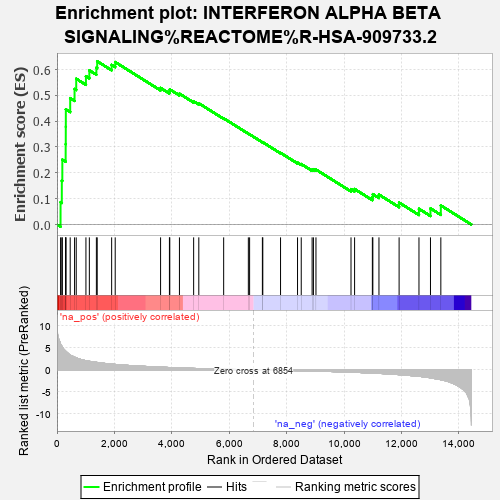 Enrichment plot: INTERFERON ALPHA BETA
SIGNALING%REACTOME%R-HSA-909733.2
Enrichment score (ES)
0.6
0.5
0.4
0.3
0.2
0.1
0.0
'na_pos' (positively correlated)
Ranked list metric (PreRanked)
10
5
0
-5
-10
Zero cross at 6854
'na_neg' (negatively correlated)
0
2,000
4,000
6,000
8,000
10,000
12,000
14,000
Rank in Ordered Dataset
Enrichment profile
Hits
Ranking metric scores